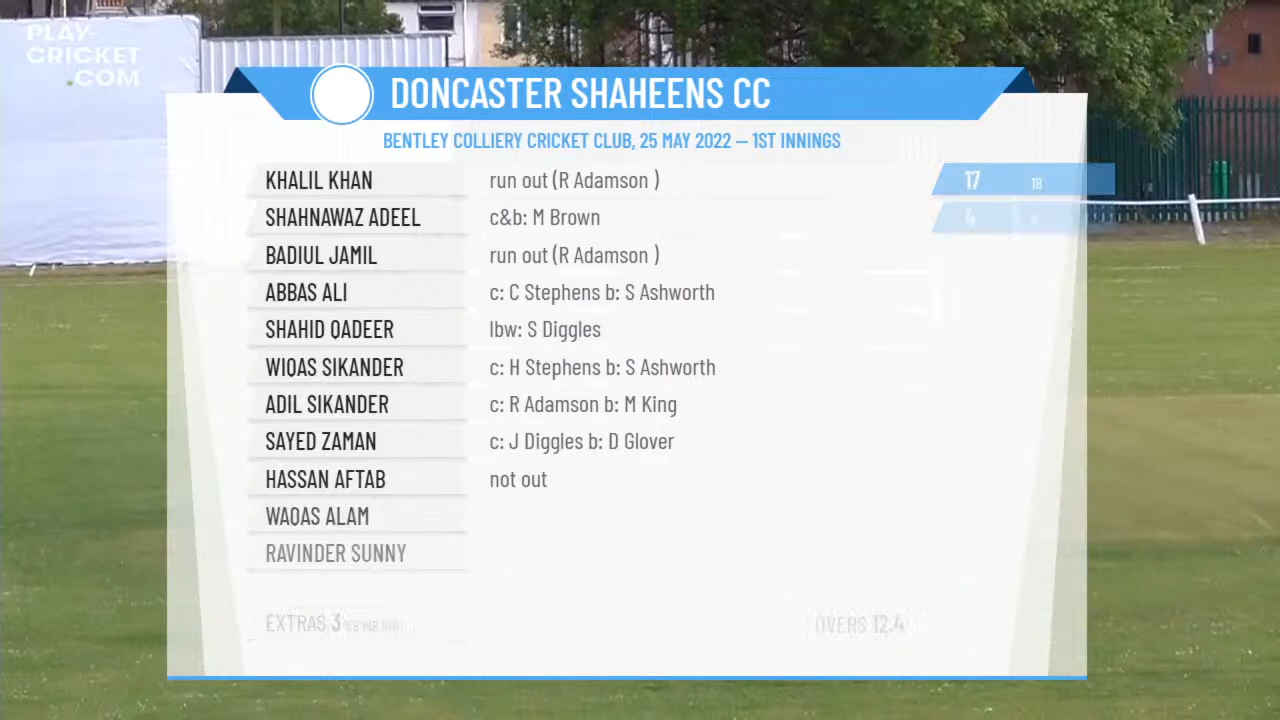 PLAY-
CRICKET
.COM
DONCASTER SHAHEENS CC
BENTLEY COLLIERY CRICKET CLUB, 25 MAY 2022 – 1ST INNINGS
KHALIL KHAN run out (R Adamson ) 17 18
SHAHNAWAZ ADEEL c&b: M Brown 4
BADIUL JAMIL run out (R Adamson )
ABBAS ALI c: C Stephens b: S Ashworth
SHAHID QADEER lbw: S Diggles
WIQAS SIKANDER c: H Stephens b: S Ashworth
ADIL SIKANDER c: R Adamson b: M King
SAYED ZAMAN c: J Diggles b: D Glover
HASSAN AFTAB not out
WAQAS ALAM
RAVINDER SUNNY
EXTRAS 3 OVERS 12.4